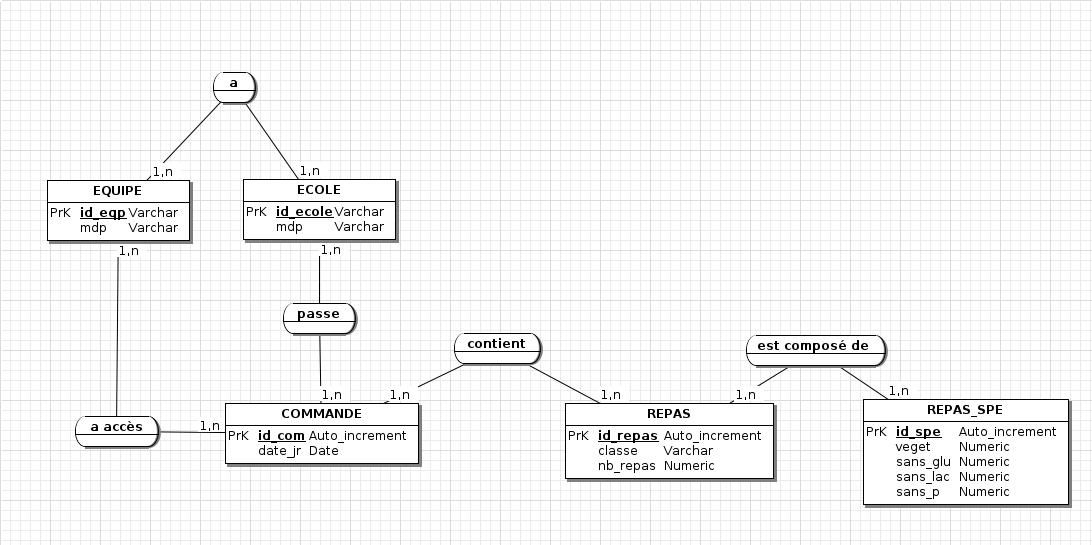 a
1,n
1,n
EQUIPE
PrK id_eqp Varchar
mdp Varchar
ECOLE
PrK id_ecole Varchar
mdp Varchar
1,n
1,n
passe
contient
est composé de
a accès
1,n
1,n
1,n
COMMANDE
PrK id_com Auto_increment
date_jr Date
1,n
1,n
REPAS
PrK id_repas Auto_increment
classe Varchar
nb_repas Numeric
1,n
REPAS_SPE
PrK id_spe Auto_increment
veget Numeric
sans_glu Numeric
sans_lac Numeric
sans_p Numeric